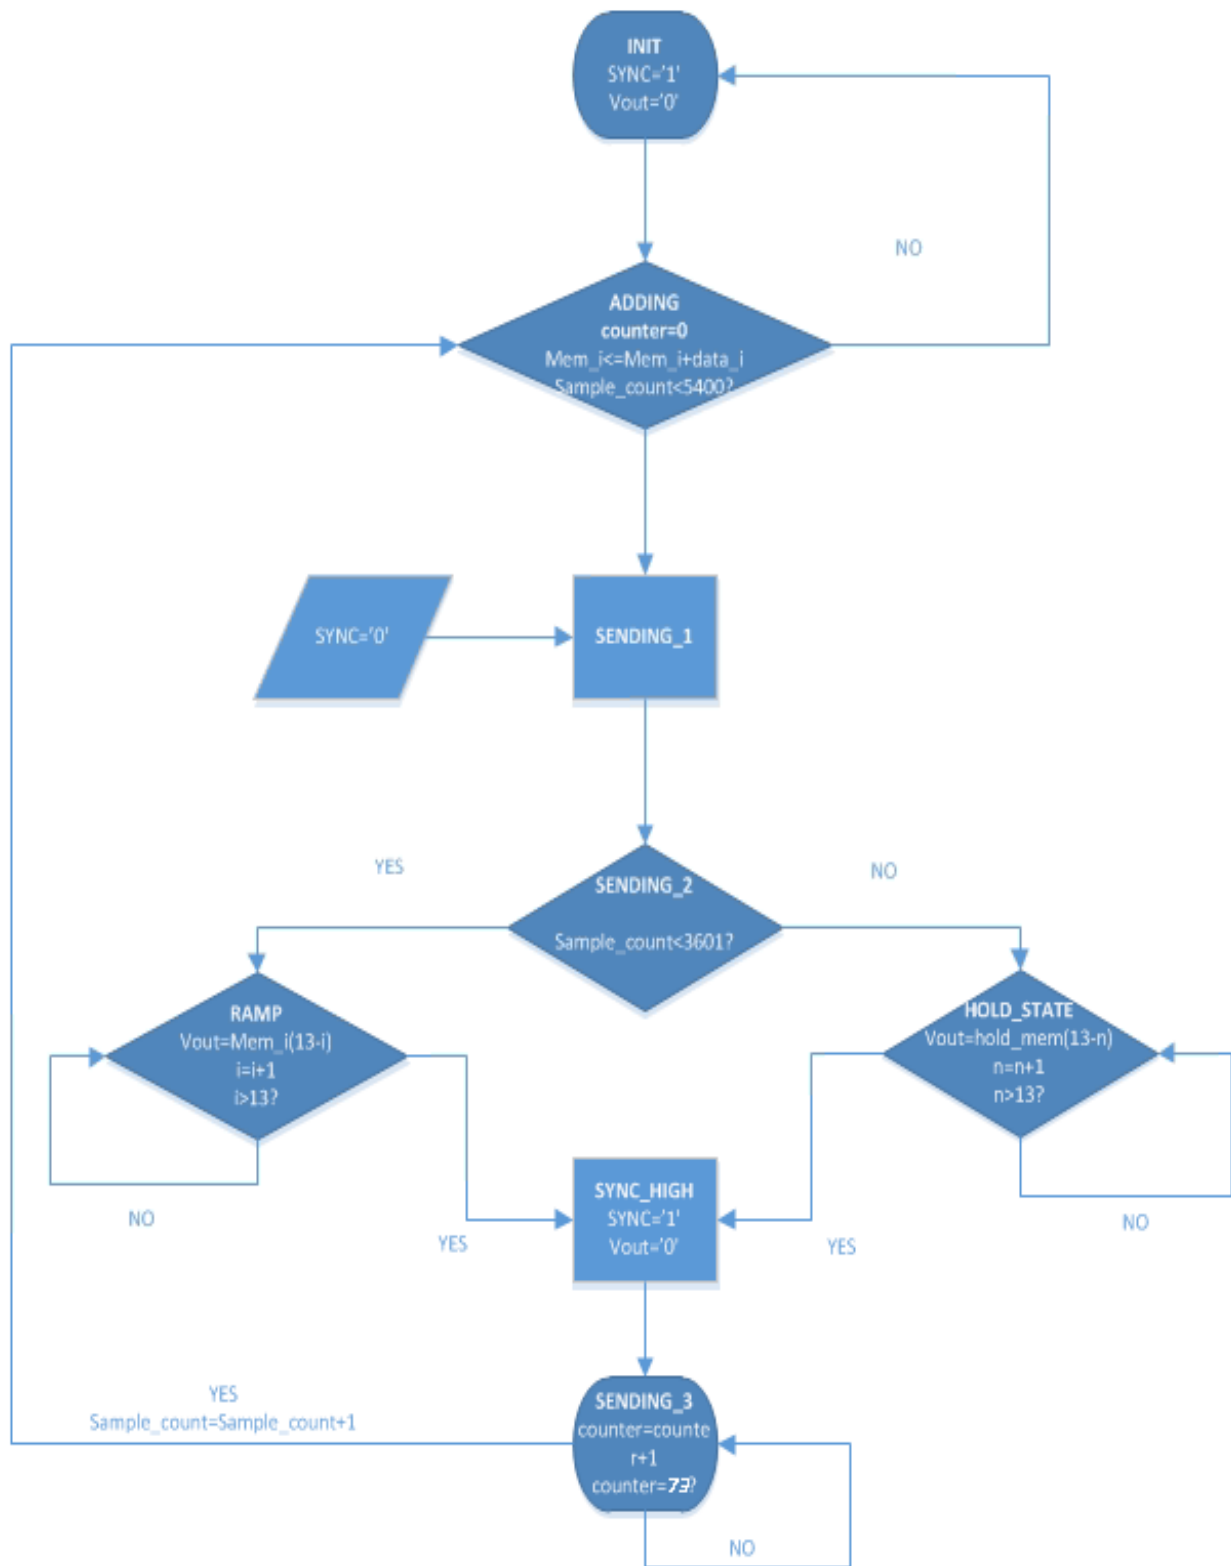 INIT
SYNC='1'
Vout='0'
NO
ADDING
counter=0
Mem_i<=Mem_i+data_i
Sample_count<5400?
SYNC='0'
SENDING_1
YES
NO
SENDING_2
Sample_count<3601?
RAMP
Vout=Mem_i(13-i)
i=i+1
i>13?
HOLD_STATE
Vout=hold_mem(13-n)
n=n+1
n>13?
NO
YES
SYNC_HIGH
SYNC='1'
Vout='0'
YES
NO
YES
Sample_count=Sample_count+1
SENDING_3
counter=counte
r+1
counter=73?
NO